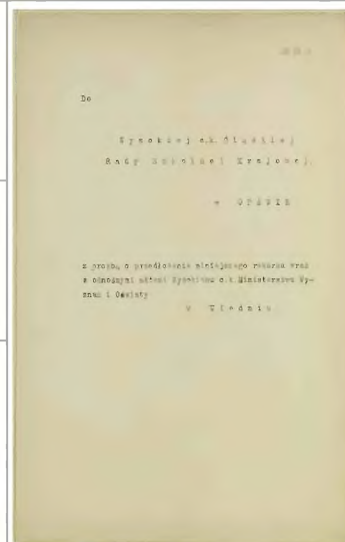 Do
Wysokiej c.k. Śląskiej
Rady Szkolnej Krajowej
w OPAWIE
z prośbą o przedłożenie niniejszego rekursu wraz
z odnośnymi aktami Wysokiemu c.k. Ministerstwu Wy-
znań i Oświaty
w Wiedniu